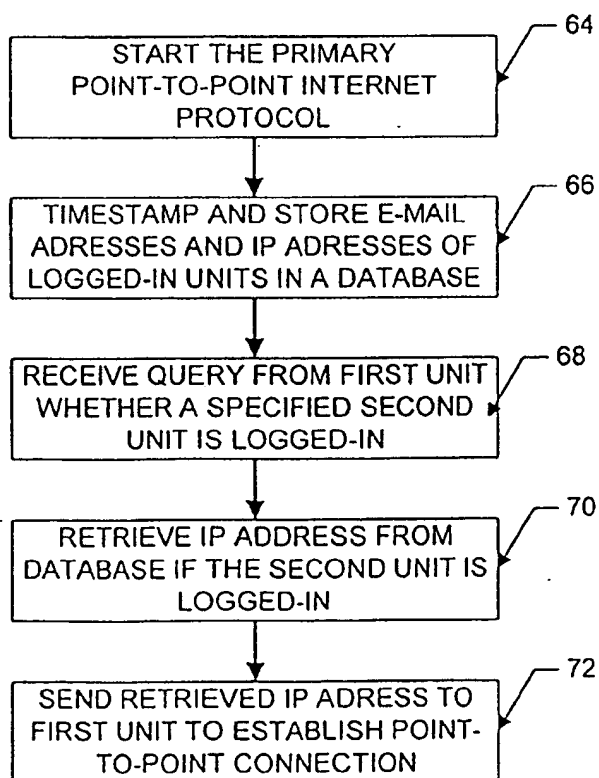 START THE PRIMARY
POINT-TO-POINT INTERNET
PROTOCOL
64
TIMESTAMP AND STORE E-MAIL
ADRESSES AND IP ADRESSES OF
LOGGED-IN UNITS IN A DATABASE
66
RECEIVE QUERY FROM FIRST UNIT
WHETHER A SPECIFIED SECOND
UNIT IS LOGGED-IN
68
RETRIEVE IP ADDRESS FROM
DATABASE IF THE SECOND UNIT IS
LOGGED-IN
70
SEND RETRIEVED IP ADRESS TO
FIRST UNIT TO ESTABLISH POINT-
TO-POINT CONNECTION
72